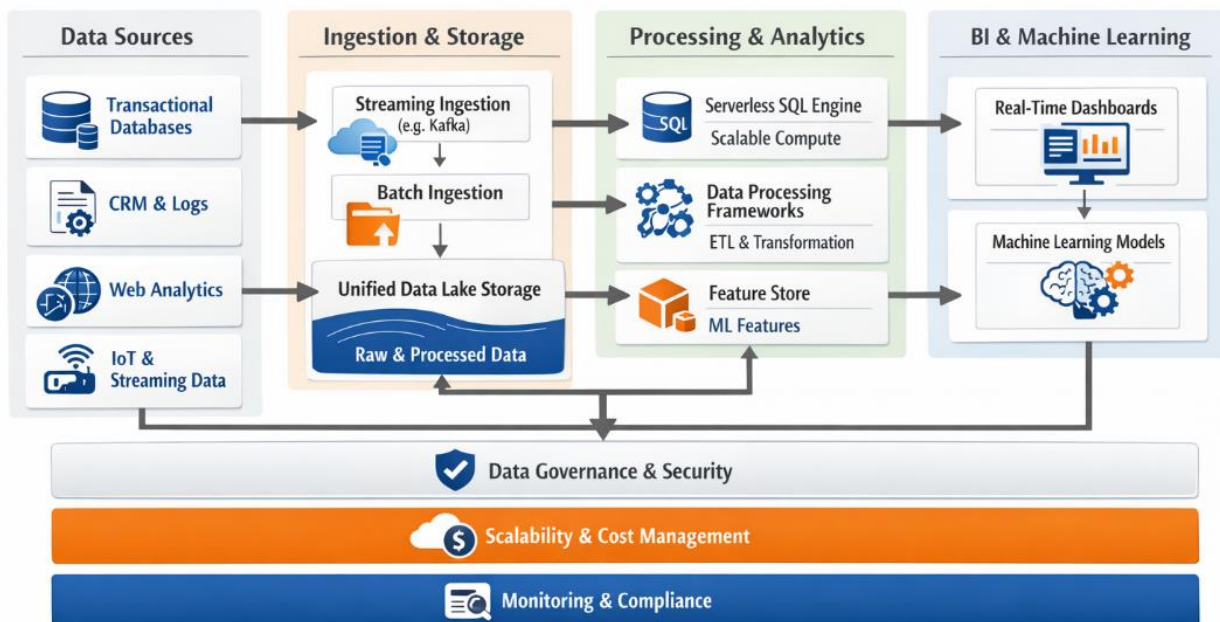 Data Sources
Transactional
Databases
CRM & Logs
Web Analytics
IoT &
Streaming Data
Ingestion & Storage
Streaming Ingestion
(e.g. Kafka)
Batch Ingestion
Unified Data Lake Storage
Raw & Processed Data
Processing & Analytics
SQL
Serverless SQL Engine
Scalable Compute
Data Processing
Frameworks
ETL & Transformation
Feature Store
ML Features
BI & Machine Learning
Real-Time Dashboards
Machine Learning Models
Data Governance & Security
$
Scalability & Cost Management
Monitoring & Compliance